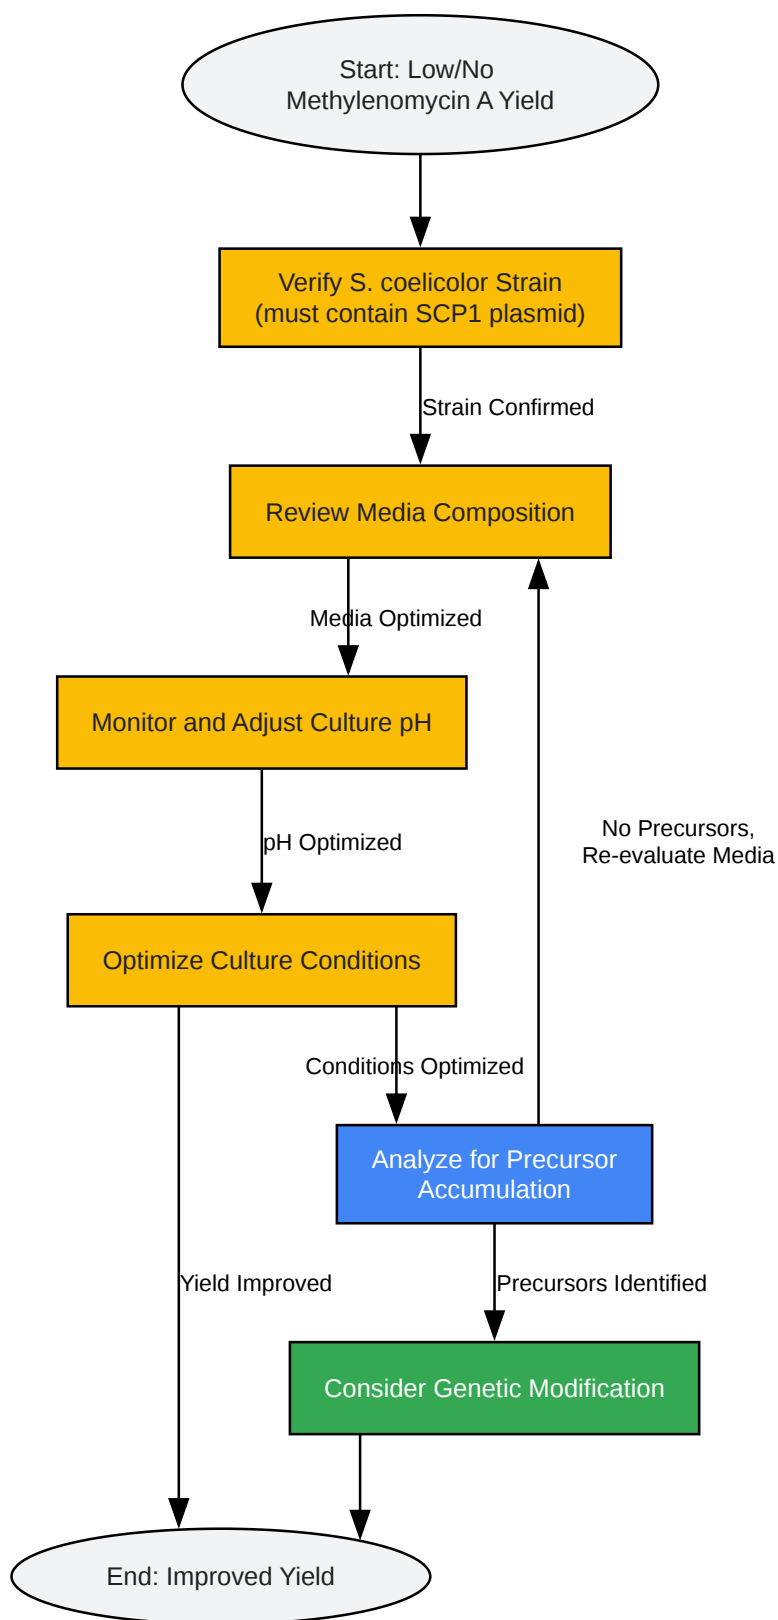 Start: Low/No
Methylenomycin A Yield
Verify S. coelicolor Strain
(must contain SCP1 plasmid)
Strain Confirmed
Review Media Composition
Media Optimized
Monitor and Adjust Culture pH
No Precursors,
Re-evaluate Media
pH Optimized
Optimize Culture Conditions
Conditions Optimized
Analyze for Precursor
Accumulation
Yield Improved
Precursors Identified
Consider Genetic Modification
End: Improved Yield